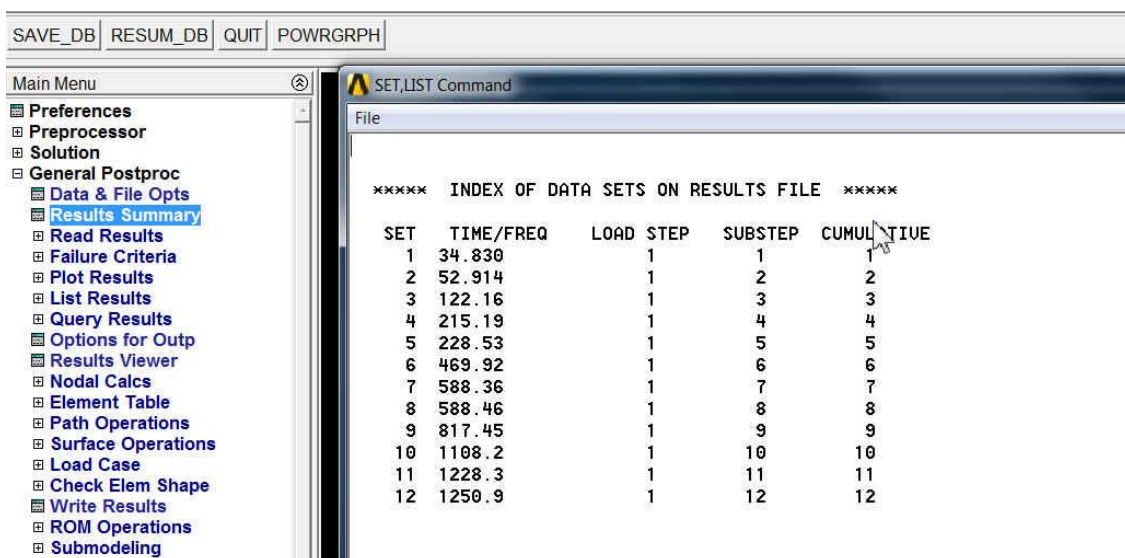 SAVE_DB RESUM_DB QUIT POWRGRPH
Main Menu
Preferences
Preprocessor
Solution
General Postproc
Data & File Opts
Results Summary
Read Results
Failure Criteria
Plot Results
List Results
Query Results
Options for Outp
Results Viewer
Nodal Calcs
Element Table
Path Operations
Surface Operations
Load Case
Check Elem Shape
Write Results
ROM Operations
Submodeling
SET,LIST Command
File
***** INDEX OF DATA SETS ON RESULTS FILE *****
SET TIME/FREQ LOAD STEP SUBSTEP CUMULATIVE
1 34.830 1 1 1
2 52.914 1 2 2
3 122.16 1 3 3
4 215.19 1 4 4
5 228.53 1 5 5
6 469.92 1 6 6
7 588.36 1 7 7
8 588.46 1 8 8
9 817.45 1 9 9
10 1108.2 1 10 10
11 1228.3 1 11 11
12 1250.9 1 12 12